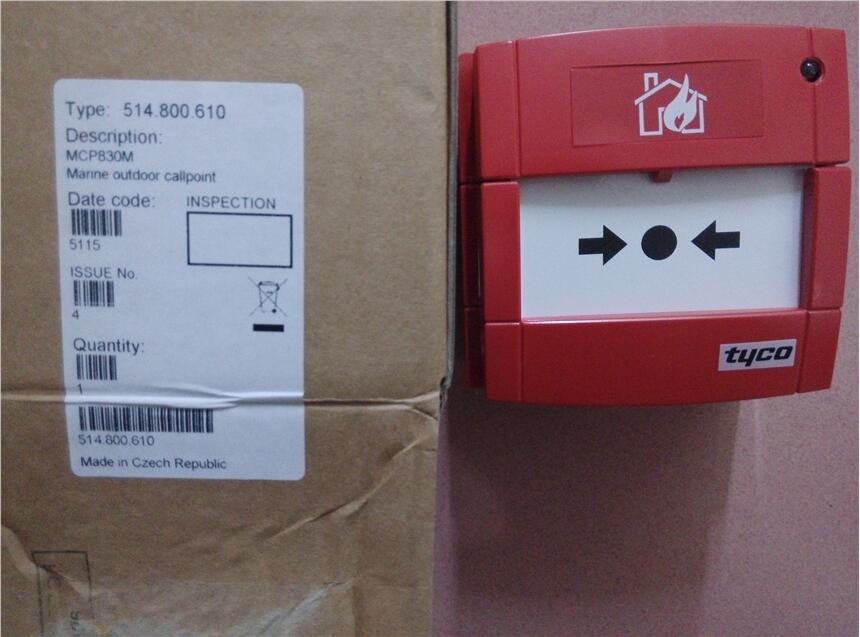 Type: 514.800.610
Description:
MCP830M
Marine outdoor callpoint
Date code:
INSPECTION
5115
ISSUE No.
4
Quantity:
1
514.800.610
Made in Czech Republic
tyco